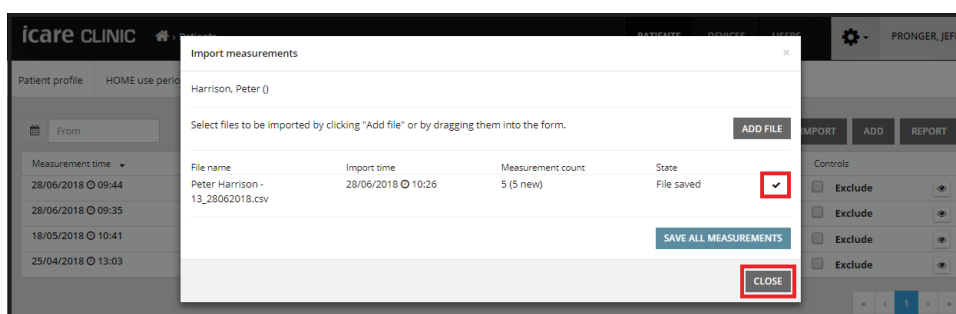 icare CLINIC
› Patients
PATIENTS DEVICES USERS
PRONGER, JEF
Import measurements
×
Patient profile HOME use perio
Harrison, Peter ()
From
Select files to be imported by clicking "Add file" or by dragging them into the form.
ADD FILE
IMPORT ADD REPORT
Measurement time
File name Import time Measurement count State
Controls
Peter Harrison -
13_28062018.csv
28/06/2018 10:26 5 (5 new) File saved
28/06/2018 09:44 Exclude
28/06/2018 09:35 Exclude
18/05/2018 10:41 Exclude
SAVE ALL MEASUREMENTS
25/04/2018 13:03 Exclude
CLOSE
« ‹ 1 › »